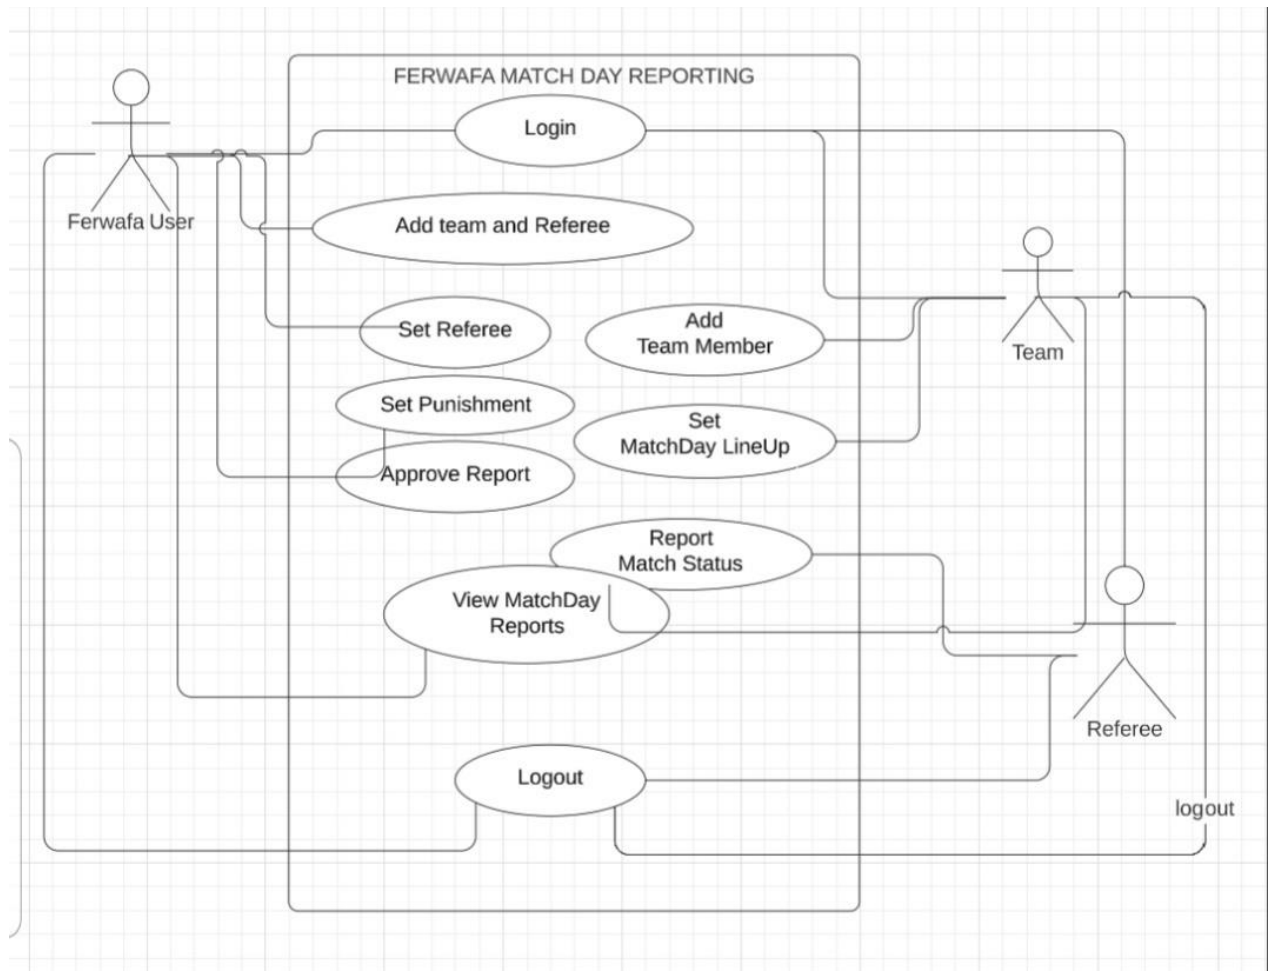 FERWAFA MATCH DAY REPORTING
Login
Ferwafa User
Add team and Referee
Set Referee
Add
Team Member
Team
Set Punishment
Set
MatchDay LineUp
Approve Report
Report
Match Status
View MatchDay
Reports
Referee
Logout
logout